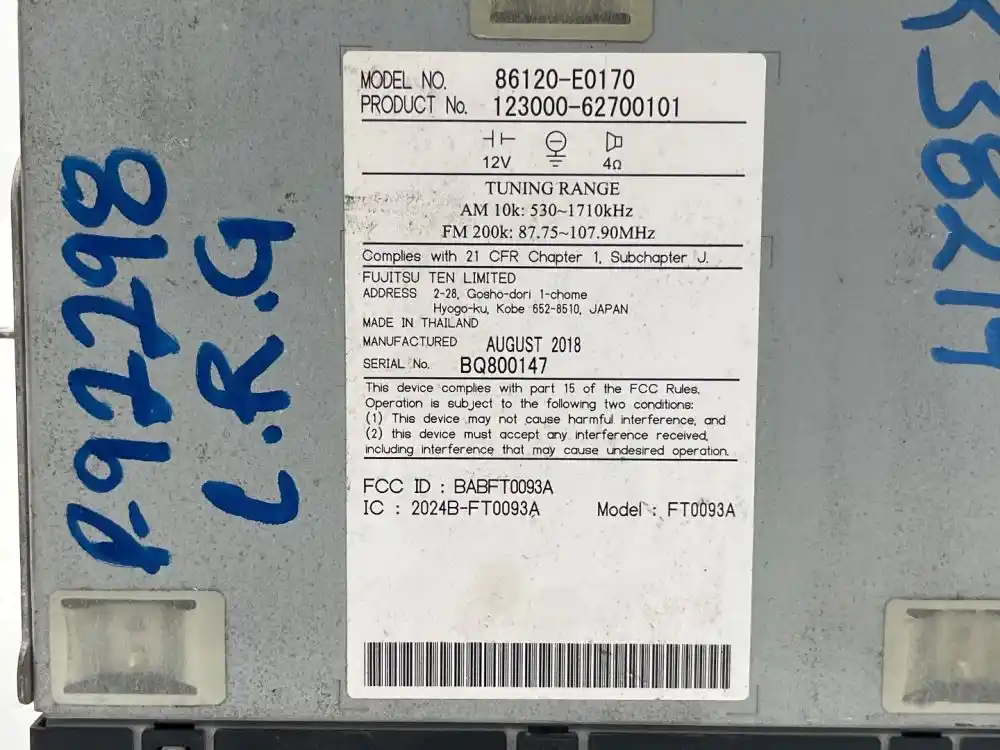 MODEL NO. 86120-E0170
PRODUCT No. 123000-62700101
12V 4Ω
TUNING RANGE
AM 10k: 530~1710kHz
FM 200k: 87.75~107.90MHz
Complies with 21 CFR Chapter 1, Subchapter J.
FUJITSU TEN LIMITED
ADDRESS 2-28, Gosho-dori 1-chome
Hyogo-ku, Kobe 652-8510, JAPAN
MADE IN THAILAND
MANUFACTURED AUGUST 2018
SERIAL No. BQ800147
This device complies with part 15 of the FCC Rules.
Operation is subject to the following two conditions:
(1) This device may not cause harmful interference, and
(2) this device must accept any interference received,
including interference that may cause undesired operation.
FCC ID : BABFT0093A
IC : 2024B-FT0093A Model : FT0093A
P.97298
L.R.G